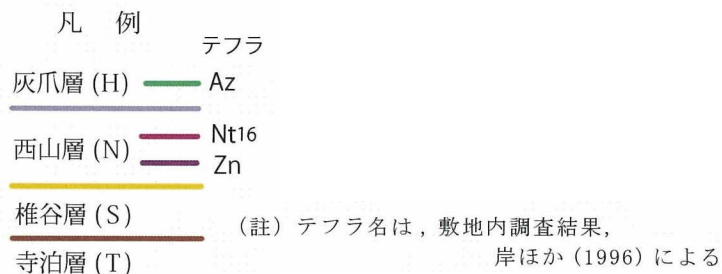 凡 例
テフラ
灰爪層 (H) Az
西山層 (N) Nt16
Zn
椎谷層 (S)
(註) テフラ名は, 敷地内調査結果,
岸ほか (1996) による
寺泊層 (T)